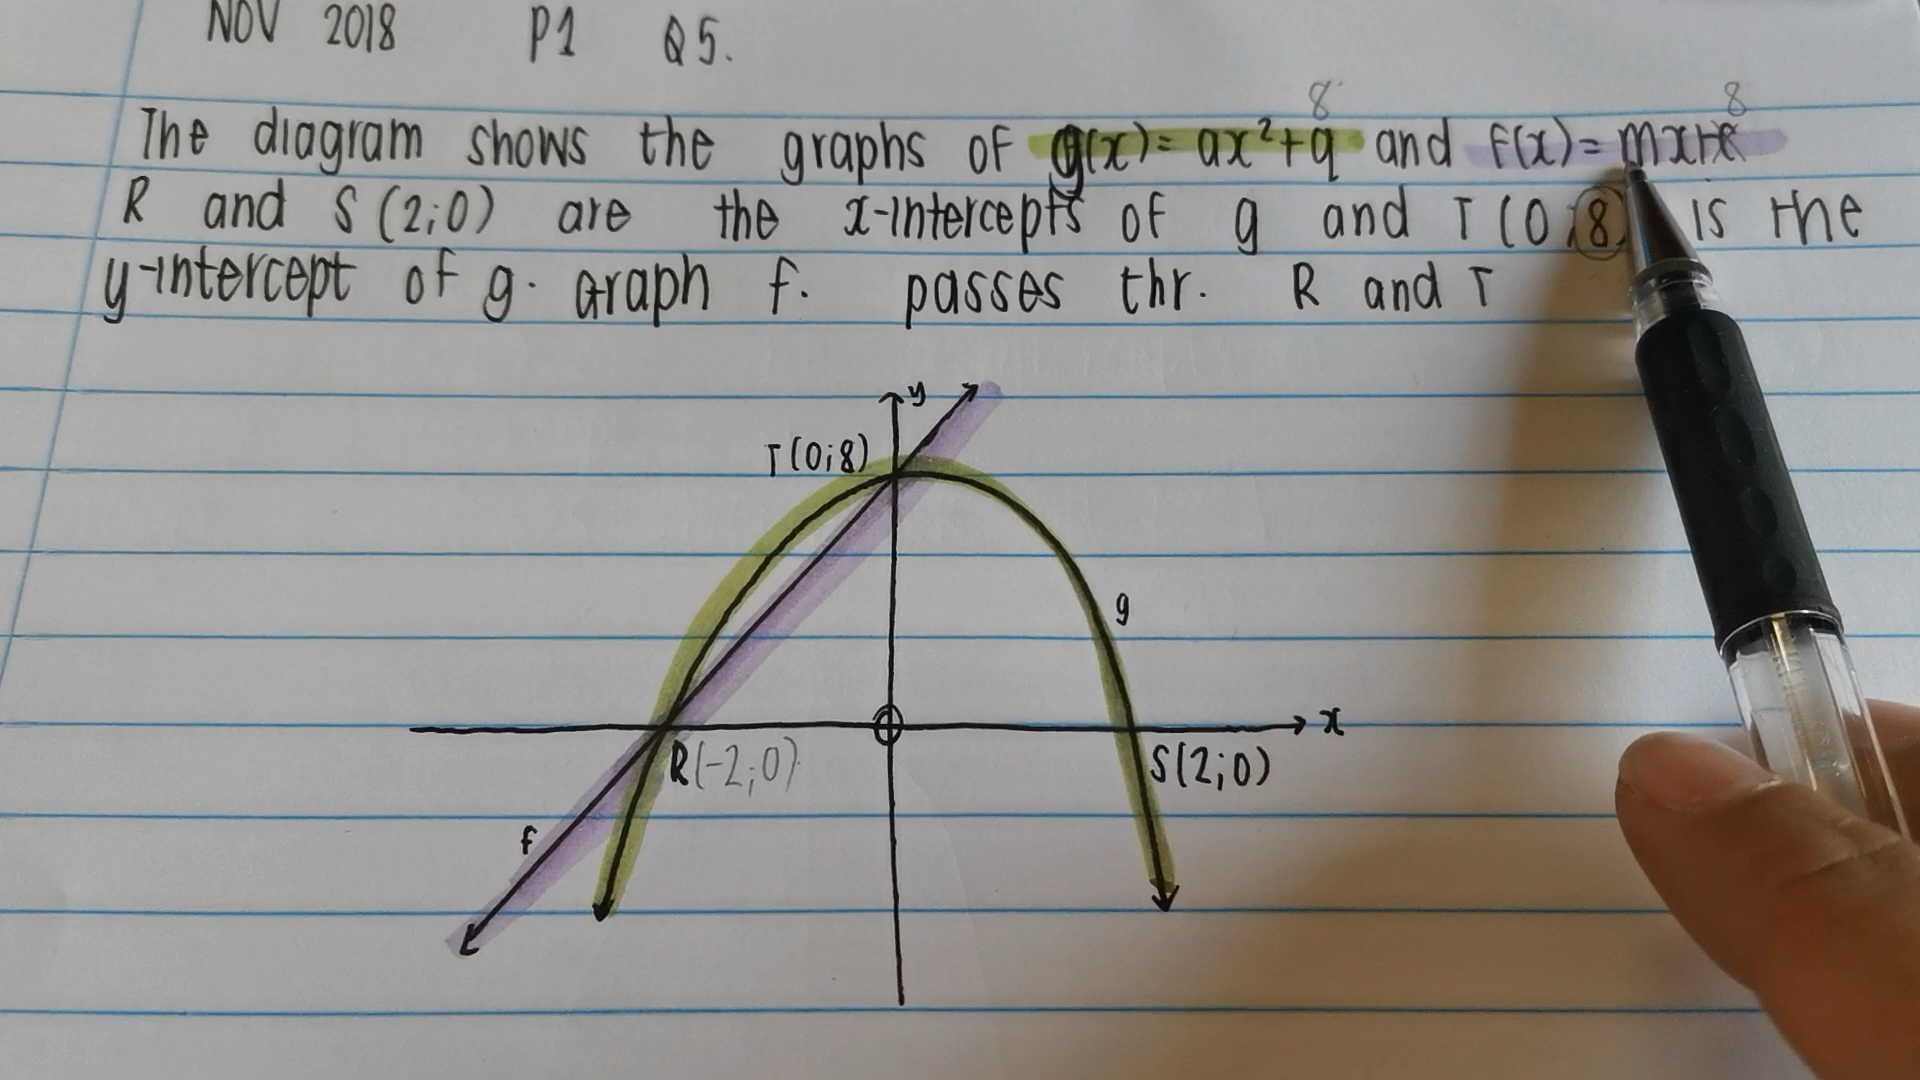 NOV 2018 P1 Q5.
8 8
The diagram shows the graphs of g(x)= ax²+q and f(x)= mx+c
R and S (2;0) are the x-intercepts of g and T (0;8) is the
y-intercept of g. Graph f. passes thr. R and T
y
T(0;8)
g
x
R(-2;0) S(2;0)
f